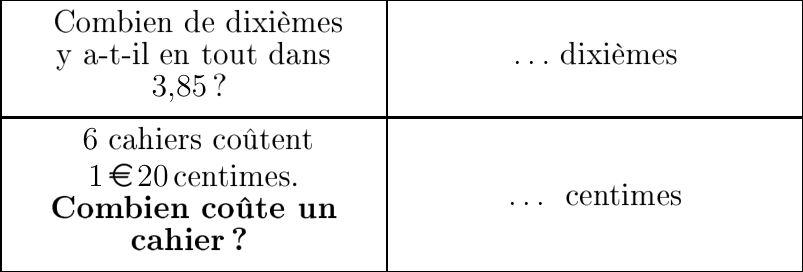 Combien de dixièmes
y a-t-il en tout dans
3,85 ?
... dixièmes
6 cahiers coûtent
1 € 20 centimes.
Combien coûte un
cahier ?
... centimes